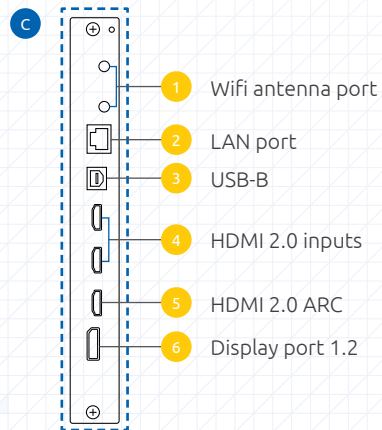 C
1 Wifi antenna port
2 LAN port
3 USB-B
4 HDMI 2.0 inputs
5 HDMI 2.0 ARC
6 Display port 1.2